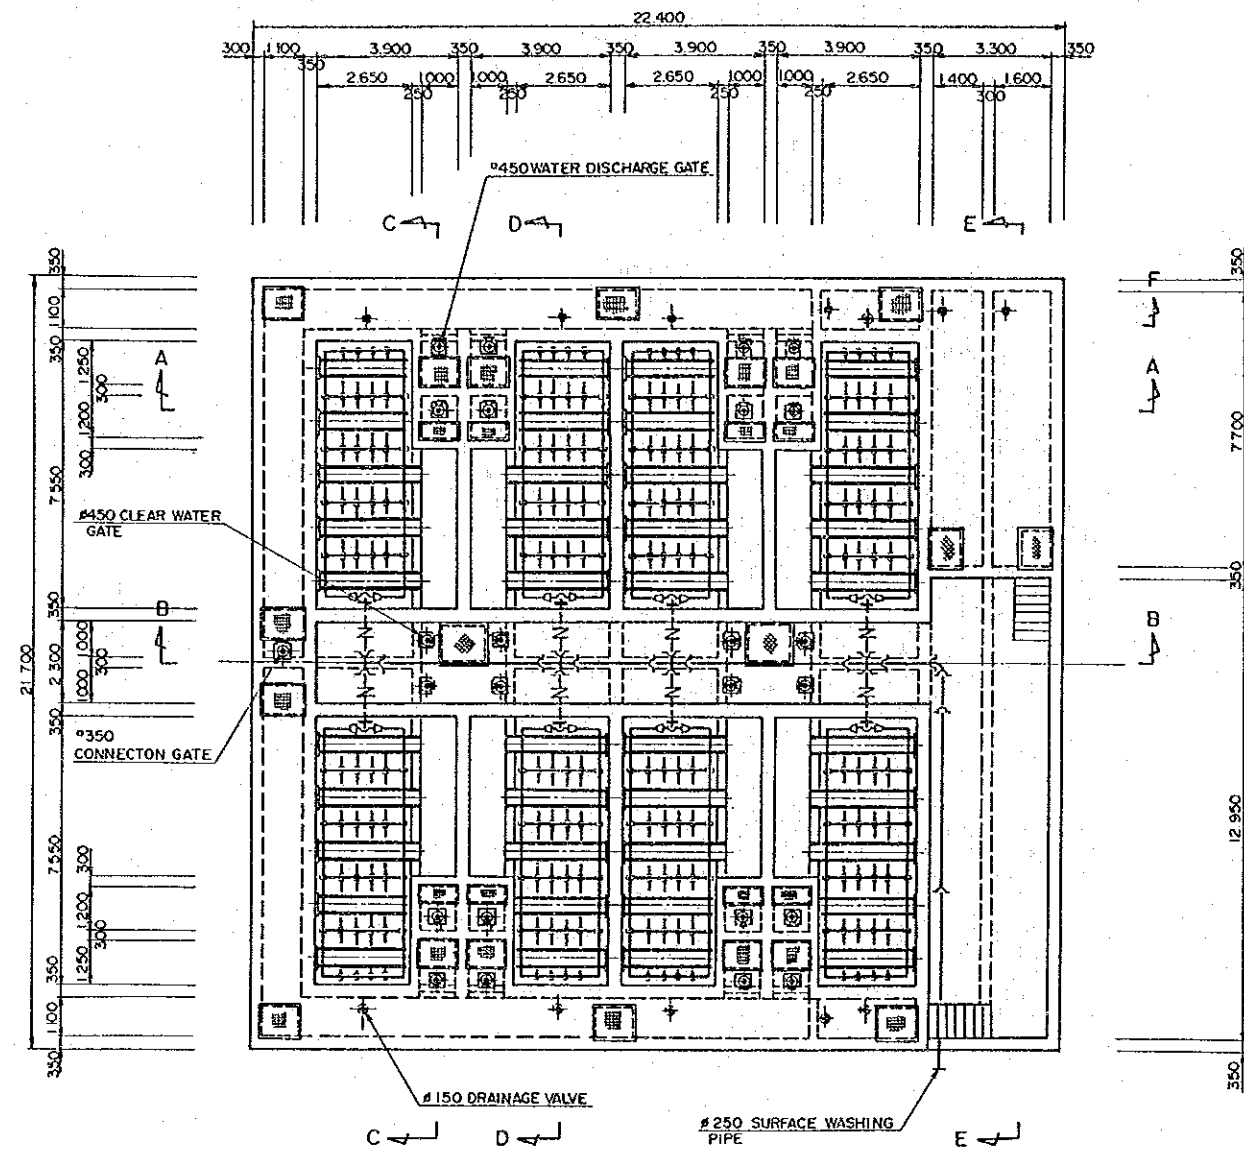 22.400
300 1.100 3.900 350 3.900 350 3.900 350 3.900 350 3.300 350
350
2.650 1.000 1.000 2.650 2.650 1.000 1.000 2.650 1.400 1.600
250 250 250 250 300
ø450 WATER DISCHARGE GATE
C D E
350
1.100
350
1.250
300
1.200
300
7.550
A
ø450 CLEAR WATER
GATE
350
1.000
2.300
300
1.000
350
B
21.700
ø350
CONNECTON GATE
7.550
300
1.200
300
1.250
350
1.100
350
350
F
A
7.700
350
B
12.950
350
ø150 DRAINAGE VALVE
ø250 SURFACE WASHING
PIPE
C D E